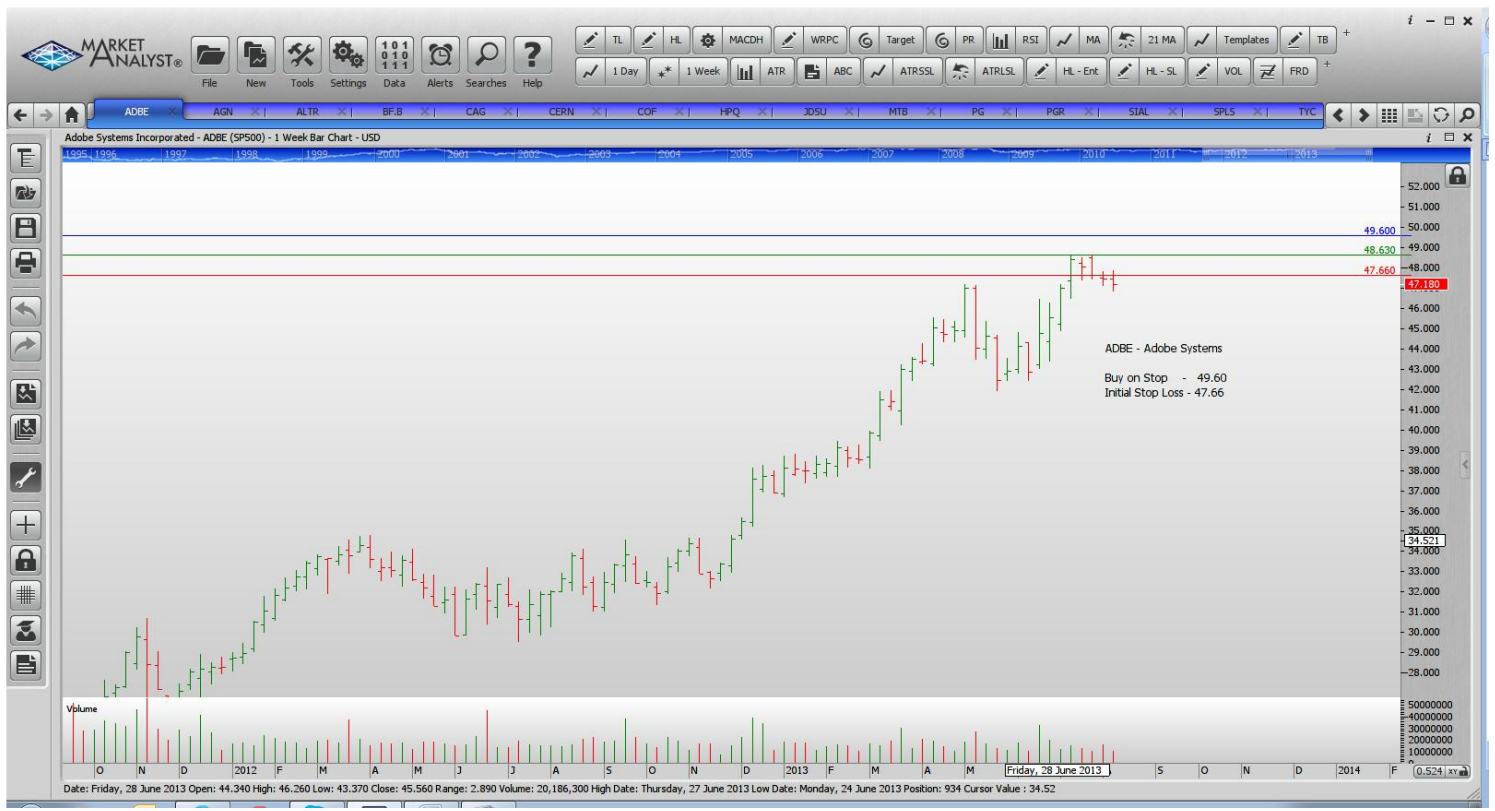 MARKET ANALYST®
File New Tools Settings Data Alerts Searches Help
TL HL MACDH WRPC Target PR RSI MA 21 MA Templates TB +
1 Day 1 Week ATR ABC ATRSSL ATRLSL HL - Ent HL - SL VOL FRD +
ADBE AGN ALTR BF.B CAG CERN COF HPQ JDSU MTB PG PGR SIAL SPLS TYC
Adobe Systems Incorporated - ADBE (SP500) - 1 Week Bar Chart - USD
1995 1996 1997 1998 1999 2000 2001 2002 2003 2004 2005 2006 2007 2008 2009 2010 2011 2012 2013
52.000
51.000
50.000
49.600
49.000
48.630
48.000
47.660
47.180
46.000
45.000
44.000
ADBE - Adobe Systems
43.000
Buy on Stop - 49.60
42.000
Initial Stop Loss - 47.66
41.000
40.000
39.000
38.000
37.000
36.000
35.000
34.521
34.000
33.000
32.000
31.000
30.000
29.000
28.000
Volume
50000000
40000000
30000000
20000000
10000000
0
O N D 2012 F M A M J J A S O N D 2013 F M A M Friday, 28 June 2013 S O N D 2014 F 0.524 XY
Date: Friday, 28 June 2013 Open: 44.340 High: 46.260 Low: 43.370 Close: 45.560 Range: 2.890 Volume: 20,186,300 High Date: Thursday, 27 June 2013 Low Date: Monday, 24 June 2013 Position: 934 Cursor Value : 34.52